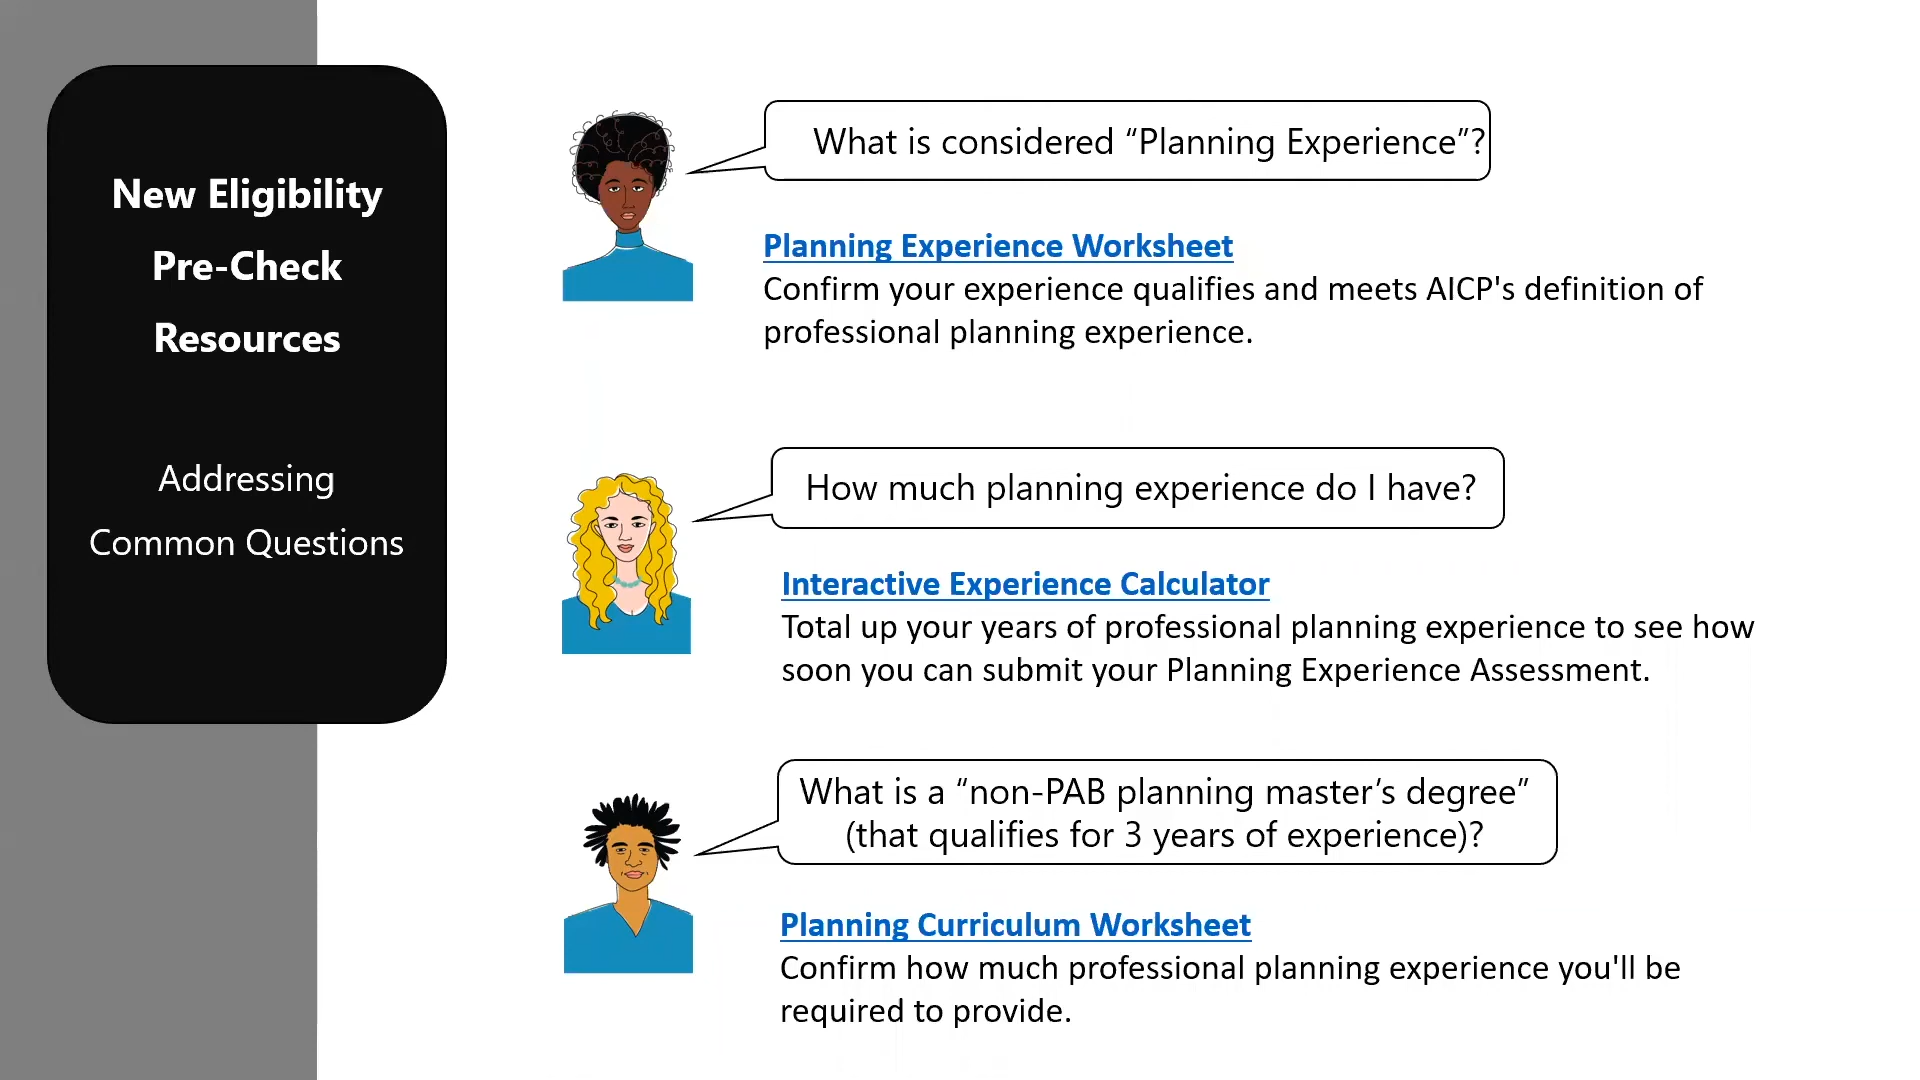 New Eligibility
Pre-Check
Resources
Addressing
Common Questions
What is considered “Planning Experience”?
Planning Experience Worksheet
Confirm your experience qualifies and meets AICP's definition of
professional planning experience.
How much planning experience do I have?
Interactive Experience Calculator
Total up your years of professional planning experience to see how
soon you can submit your Planning Experience Assessment.
What is a “non-PAB planning master’s degree”
(that qualifies for 3 years of experience)?
Planning Curriculum Worksheet
Confirm how much professional planning experience you'll be
required to provide.